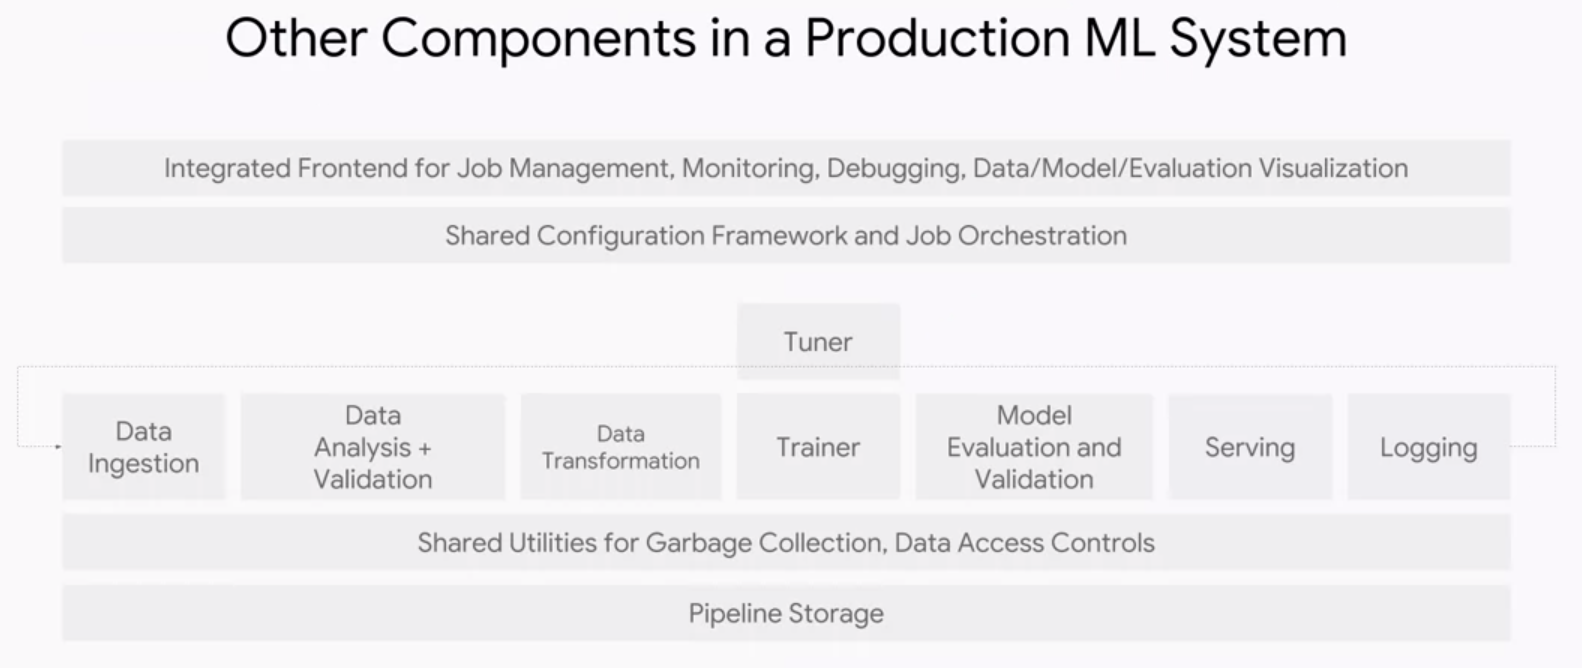 Other Components in a Production ML System
Integrated Frontend for Job Management, Monitoring, Debugging, Data/Model/Evaluation Visualization
Shared Configuration Framework and Job Orchestration
Tuner
Data
Ingestion
Data
Analysis +
Validation
Data
Transformation
Trainer
Model
Evaluation and
Validation
Serving
Logging
Shared Utilities for Garbage Collection, Data Access Controls
Pipeline Storage